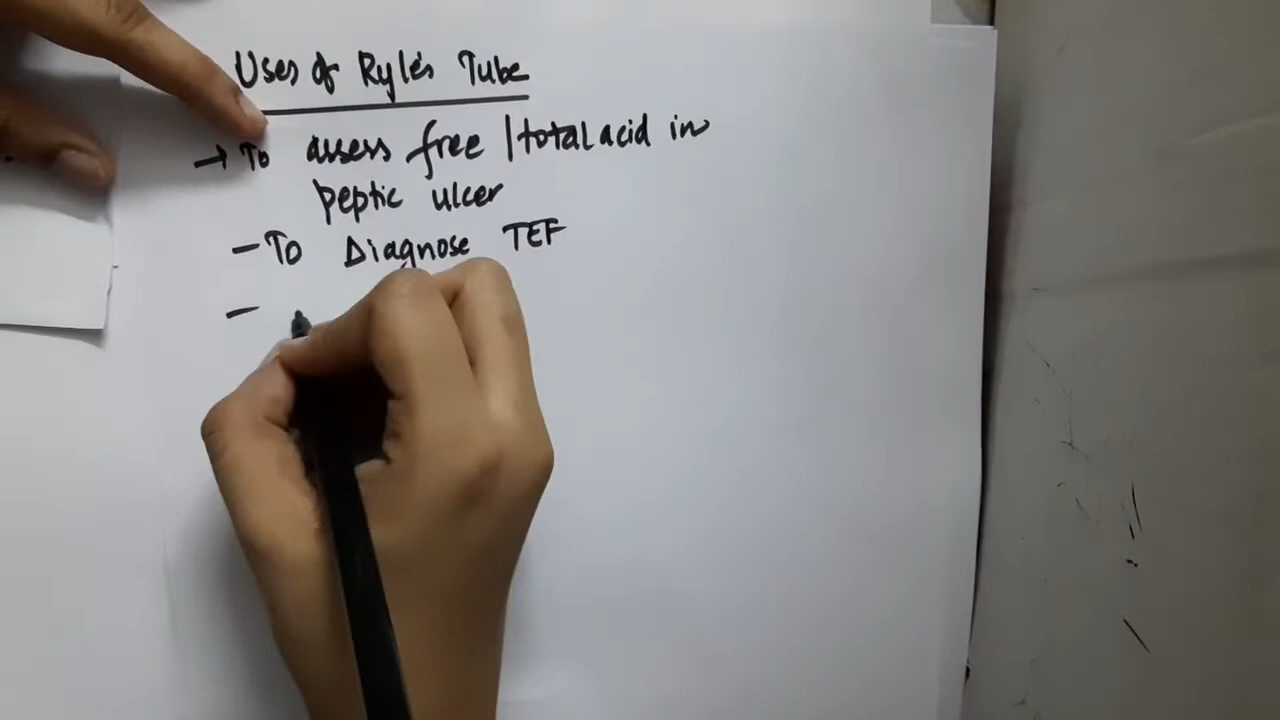 Uses of Ryle's Tube
→ To assess free / total acid in
peptic ulcer
- To Diagnose TEF
-